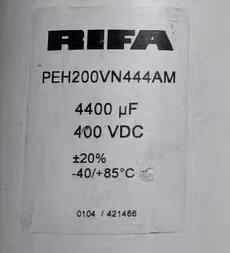 RIFA
PEH200VN444AM
4400 µF
400 VDC
±20%
-40/+85°C
0104 / 421466